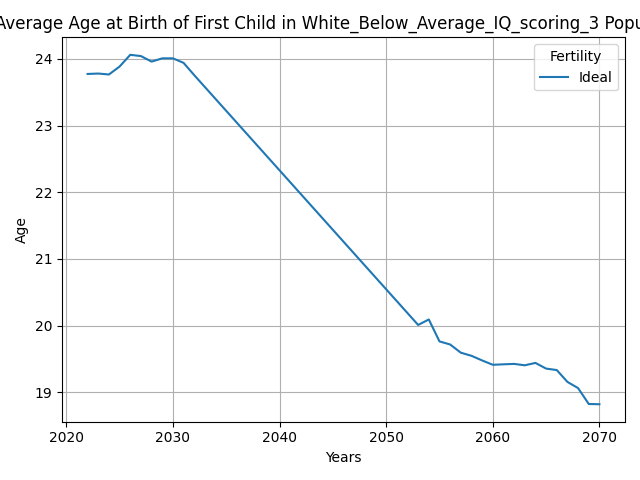 Average Age at Birth of First Child in White_Below_Average_IQ_scoring_3
Fertility
Ideal
24
23
22
21
20
19
Age
2020 2030 2040 2050 2060 2070
Years